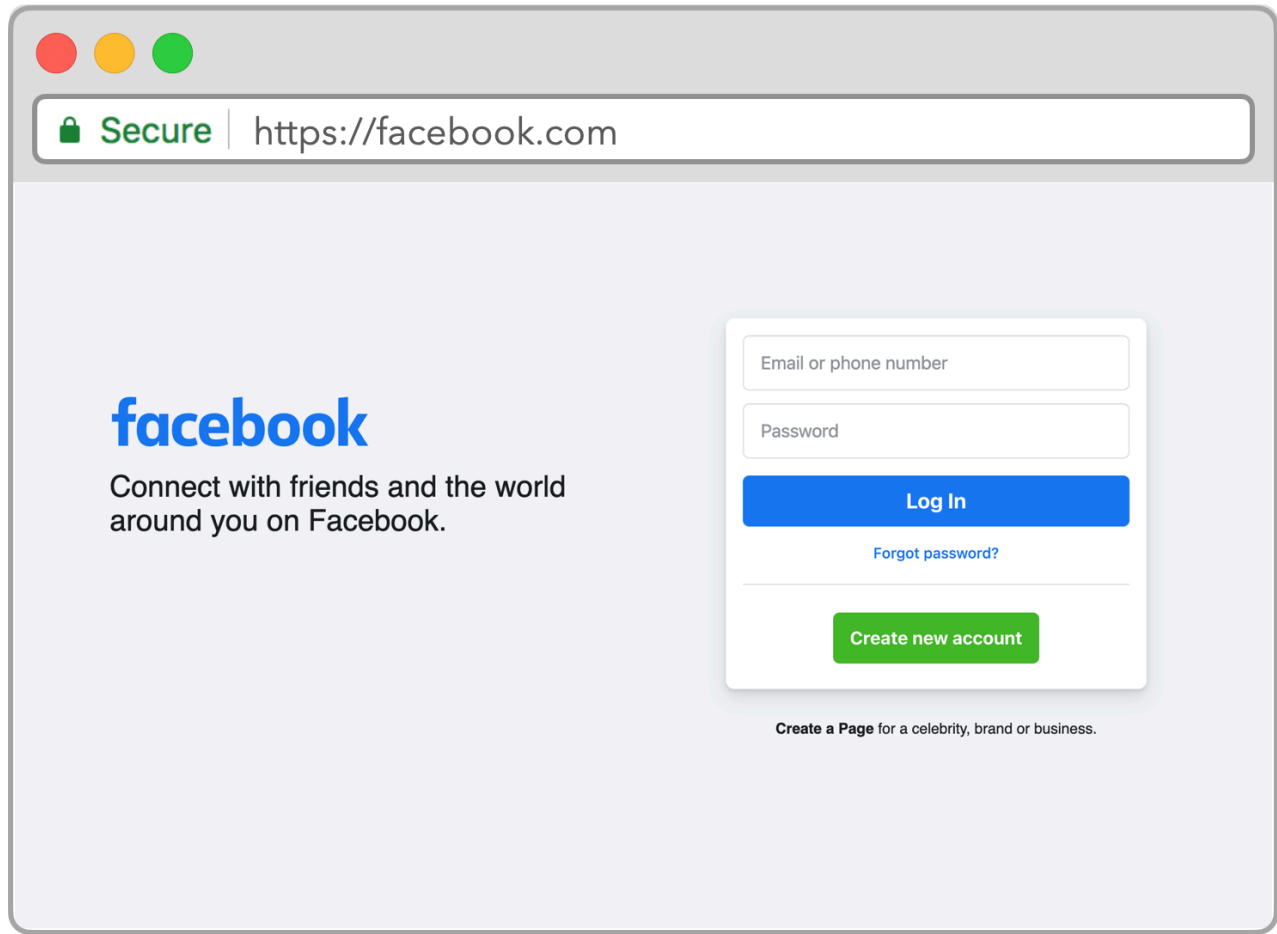 Secure https://facebook.com
facebook
Connect with friends and the world
around you on Facebook.
Email or phone number
Password
Log In
Forgot password?
Create new account
Create a Page for a celebrity, brand or business.